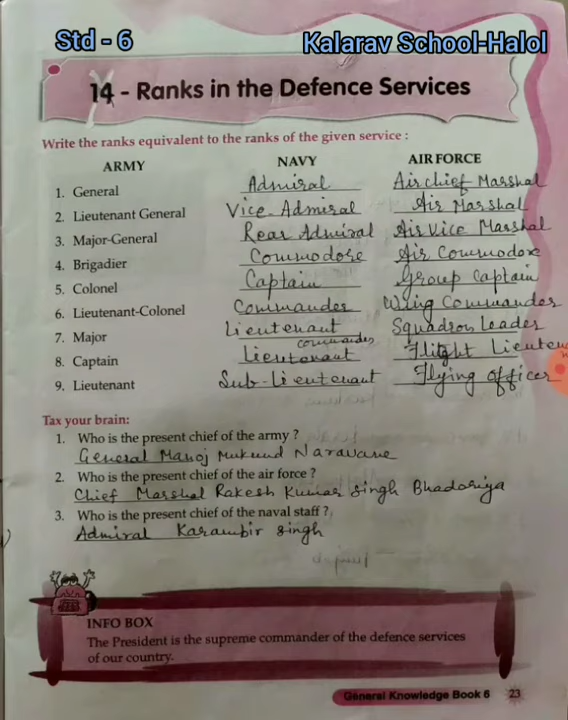 Std - 6 Kalarav School-Halol
14 - Ranks in the Defence Services
Write the ranks equivalent to the ranks of the given service :
ARMY NAVY AIRFORCE
1. General Admiral Air chief Marshal
2. Lieutenant General Vice-Admiral Air Marshal
3. Major-General Rear Admiral Air Vice Marshal
4. Brigadier Commodore Air Commodore
5. Colonel Captain Group Captain
6. Lieutenant-Colonel Commander Wing Commander
7. Major Lieutenant commander Squadron Leader
8. Captain Lieutenant Flight Lieuten
9. Lieutenant Sub-Lieutenant Flying officer
Tax your brain:
1. Who is the present chief of the army ?
General Manoj Mukund Naravane
2. Who is the present chief of the air force ?
Chief Marshal Rakesh Kumar Singh Bhadoriya
3. Who is the present chief of the naval staff ?
Admiral Karambir Singh
INFO BOX
The President is the supreme commander of the defence services
of our country.
General Knowledge Book 6 23